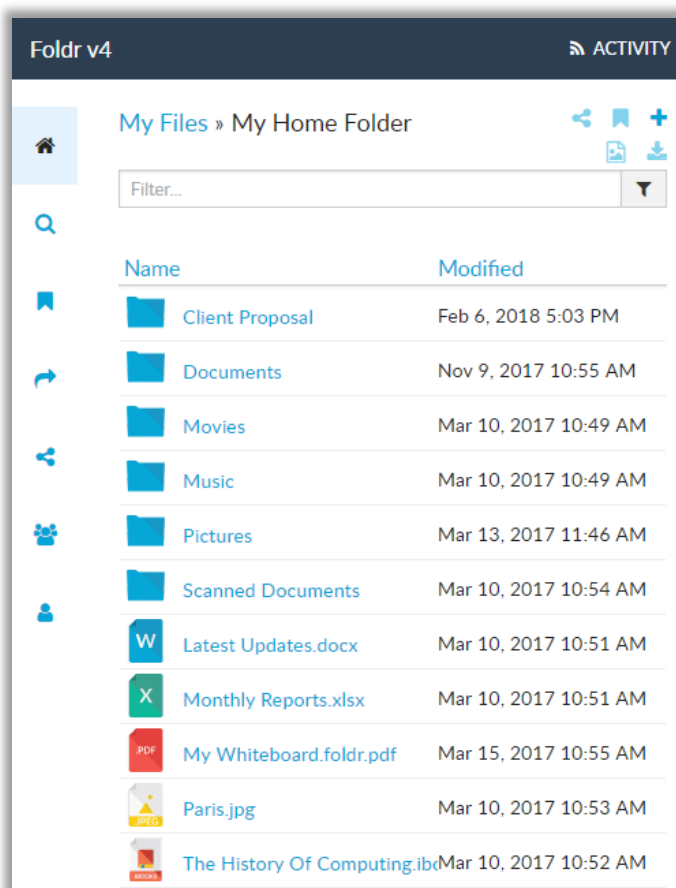 Foldr v4 ACTIVITY
My Files » My Home Folder
Filter...
Name Modified
Client Proposal Feb 6, 2018 5:03 PM
Documents Nov 9, 2017 10:55 AM
Movies Mar 10, 2017 10:49 AM
Music Mar 10, 2017 10:49 AM
Pictures Mar 13, 2017 11:46 AM
Scanned Documents Mar 10, 2017 10:54 AM
W Latest Updates.docx Mar 10, 2017 10:51 AM
X Monthly Reports.xlsx Mar 10, 2017 10:51 AM
.PDF My Whiteboard.foldr.pdf Mar 15, 2017 10:55 AM
JPEG Paris.jpg Mar 10, 2017 10:53 AM
IBOOKS The History Of Computing.ibo Mar 10, 2017 10:52 AM